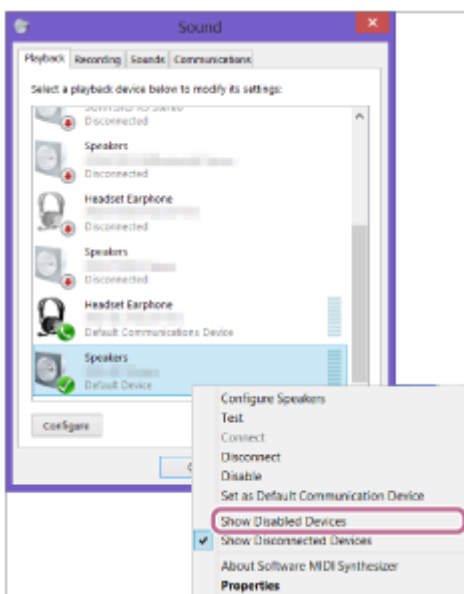 Sound
Playback Recording Sounds Communications
Select a playback device below to modify its settings:
Disconnected
Speakers
Disconnected
Headset Earphone
Disconnected
Speakers
Disconnected
Headset Earphone
Default Communications Device
Speakers
Default Device
Configure
Configure Speakers
Test
Connect
Disconnect
Disable
Set as Default Communication Device
Show Disabled Devices
Show Disconnected Devices
About Software MIDI Synthesizer
Properties